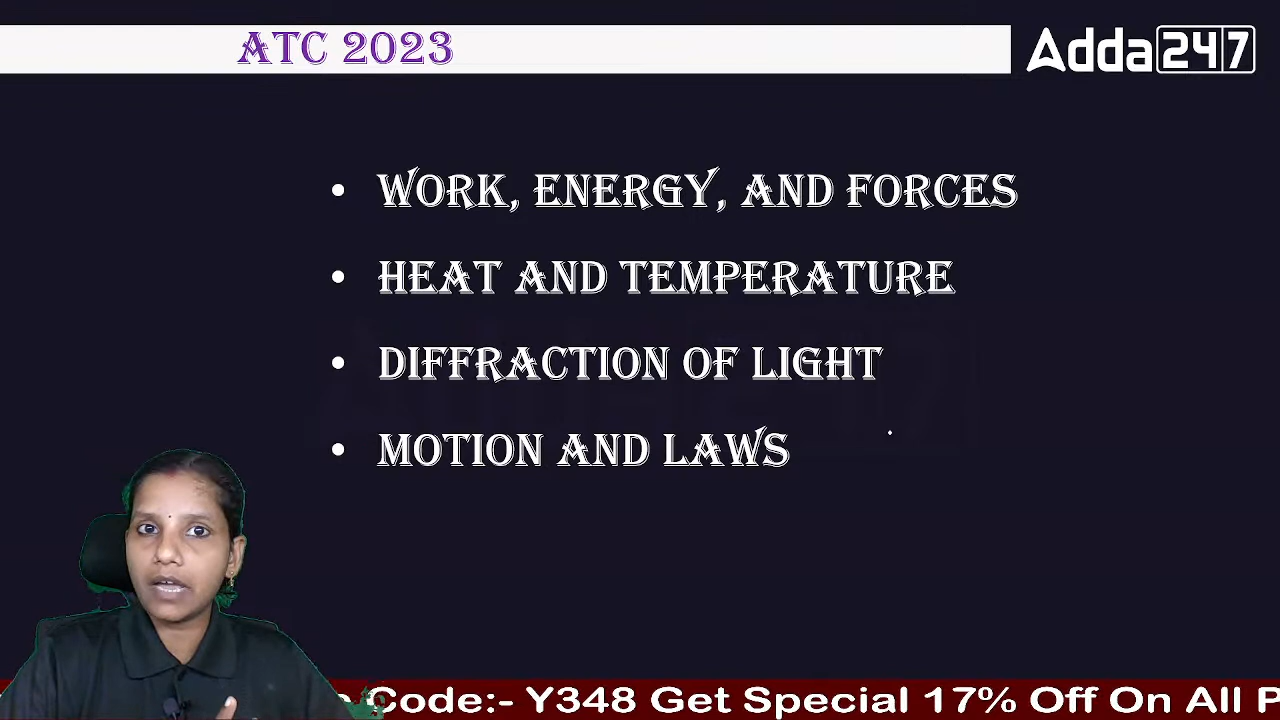 ATC 2023
Adda247
• WORK, ENERGY, AND FORCES
• HEAT AND TEMPERATURE
• DIFFRACTION OF LIGHT
• MOTION AND LAWS
Code:- Y348 Get Special 17% Off On All P